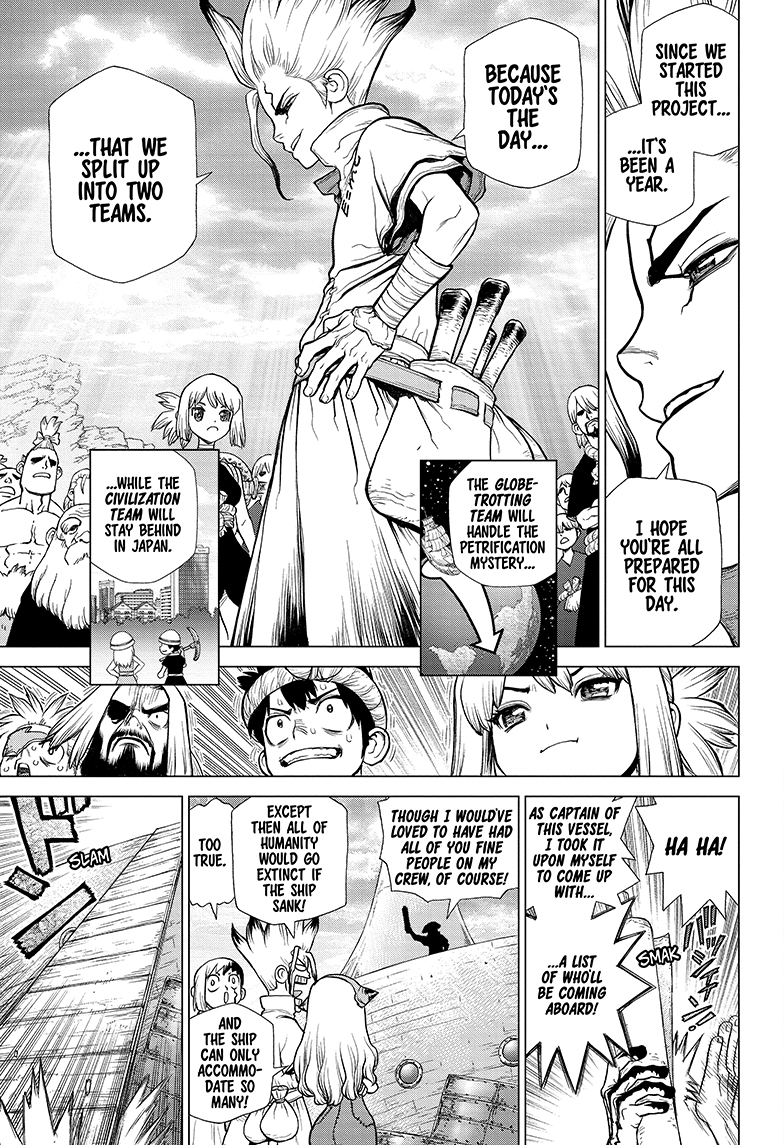 SINCE WE
STARTED
THIS
PROJECT...
...IT'S
BEEN A
YEAR.
I HOPE
YOU'RE ALL
PREPARED
FOR THIS
DAY.
BECAUSE
TODAY'S
THE
DAY...
...THAT WE
SPLIT UP
INTO TWO
TEAMS.
E=MC²
THE GLOBE-
TROTTING
TEAM WILL
HANDLE THE
PETRIFICATION
MYSTERY...
...WHILE THE
CIVILIZATION
TEAM WILL
STAY BEHIND
IN JAPAN.
HA HA!
AS CAPTAIN OF
THIS VESSEL,
I TOOK IT
UPON MYSELF
TO COME UP
WITH...
...A LIST
OF WHO'LL
BE COMING
ABOARD!
SMAK
THOUGH I WOULD'VE
LOVED TO HAVE HAD
ALL OF YOU FINE
PEOPLE ON MY
CREW, OF COURSE!
EXCEPT
THEN ALL OF
HUMANITY
WOULD GO
EXTINCT IF
THE SHIP
SANK!
TOO
TRUE.
AND
THE SHIP
CAN ONLY
ACCOMMO-
DATE SO
MANY!
SLAM